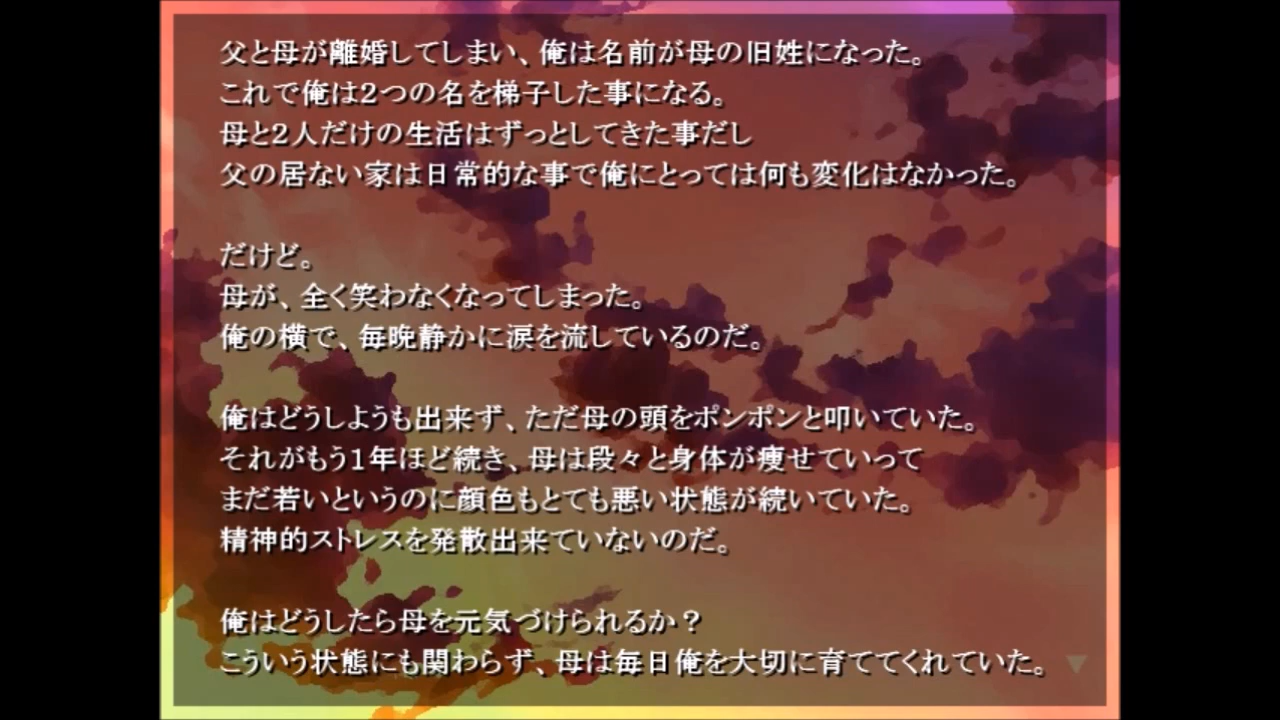 父と母が離婚してしまい、俺は名前が母の旧姓になった。
これで俺は２つの名を梯子した事になる。
母と２人だけの生活はずっとしてきた事だし
父の居ない家は日常的な事で俺にとっては何も変化はなかった。
だけど。
母が、全く笑わなくなってしまった。
俺の横で、毎晩静かに涙を流しているのだ。
俺はどうしようも出来ず、ただ母の頭をポンポンと叩いていた。
それがもう１年ほど続き、母は段々と身体が痩せていって
まだ若いというのに顔色もとても悪い状態が続いていた。
精神的ストレスを発散出来ていないのだ。
俺はどうしたら母を元気づけられるか？
こういう状態にも関わらず、母は毎日俺を大切に育ててくれていた。